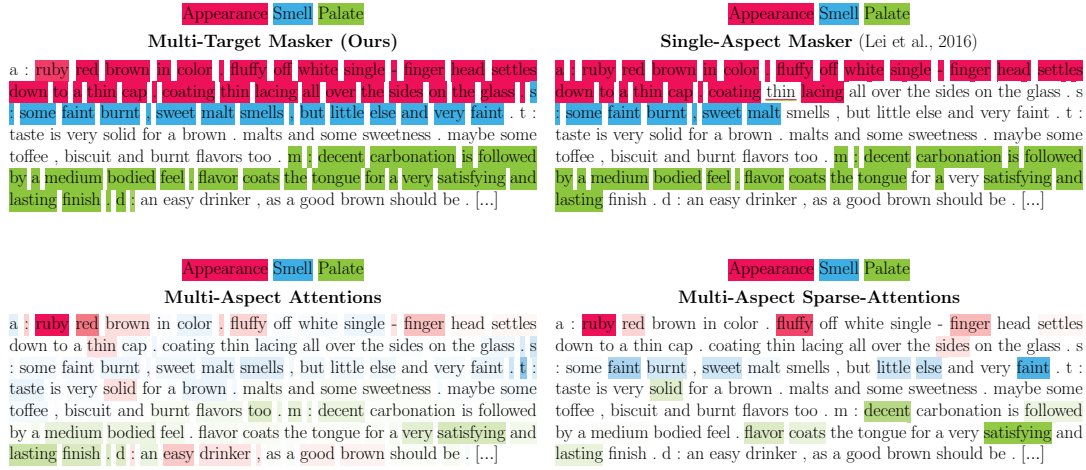 Appearance Smell Palate
Multi-Target Masker (Ours)
a : ruby red brown in color . fluffy off white single - finger head settles
down to a thin cap . coating thin lacing all over the sides on the glass . s
: some faint burnt , sweet malt smells , but little else and very faint . t :
taste is very solid for a brown . malts and some sweetness . maybe some
toffee , biscuit and burnt flavors too . m : decent carbonation is followed
by a medium bodied feel . flavor coats the tongue for a very satisfying and
lasting finish . d : an easy drinker , as a good brown should be . [...]
Appearance Smell Palate
Single-Aspect Masker (Lei et al., 2016)
a : ruby red brown in color . fluffy off white single - finger head settles
down to a thin cap . coating thin lacing all over the sides on the glass . s
: some faint burnt , sweet malt smells , but little else and very faint . t :
taste is very solid for a brown . malts and some sweetness . maybe some
toffee , biscuit and burnt flavors too . m : decent carbonation is followed
by a medium bodied feel . flavor coats the tongue for a very satisfying and
lasting finish . d : an easy drinker , as a good brown should be . [...]
Appearance Smell Palate
Multi-Aspect Attentions
a : ruby red brown in color . fluffy off white single - finger head settles
down to a thin cap . coating thin lacing all over the sides on the glass . s
: some faint burnt , sweet malt smells , but little else and very faint . t :
taste is very solid for a brown . malts and some sweetness . maybe some
toffee , biscuit and burnt flavors too . m : decent carbonation is followed
by a medium bodied feel . flavor coats the tongue for a very satisfying and
lasting finish . d : an easy drinker , as a good brown should be . [...]
Appearance Smell Palate
Multi-Aspect Sparse-Attentions
a : ruby red brown in color . fluffy off white single - finger head settles
down to a thin cap . coating thin lacing all over the sides on the glass . s
: some faint burnt , sweet malt smells , but little else and very faint . t :
taste is very solid for a brown . malts and some sweetness . maybe some
toffee , biscuit and burnt flavors too . m : decent carbonation is followed
by a medium bodied feel . flavor coats the tongue for a very satisfying and
lasting finish . d : an easy drinker , as a good brown should be . [...]